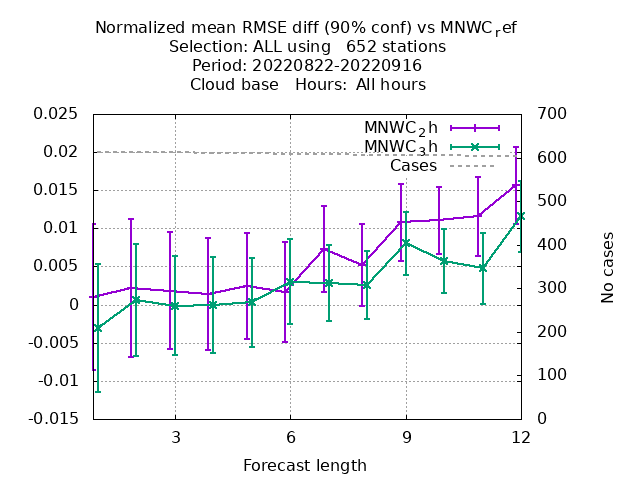 Normalized mean RMSE diff (90% conf) vs MNWC_ref
Selection: ALL using   652 stations
Period: 20220822-20220916
Cloud base   Hours:  All hours
0.025
0.02
0.015
0.01
0.005
0
-0.005
-0.01
-0.015
700
600
500
400
300
200
100
0
MNWC_2h
MNWC_3h
Cases
No cases
3
6
9
12
Forecast length